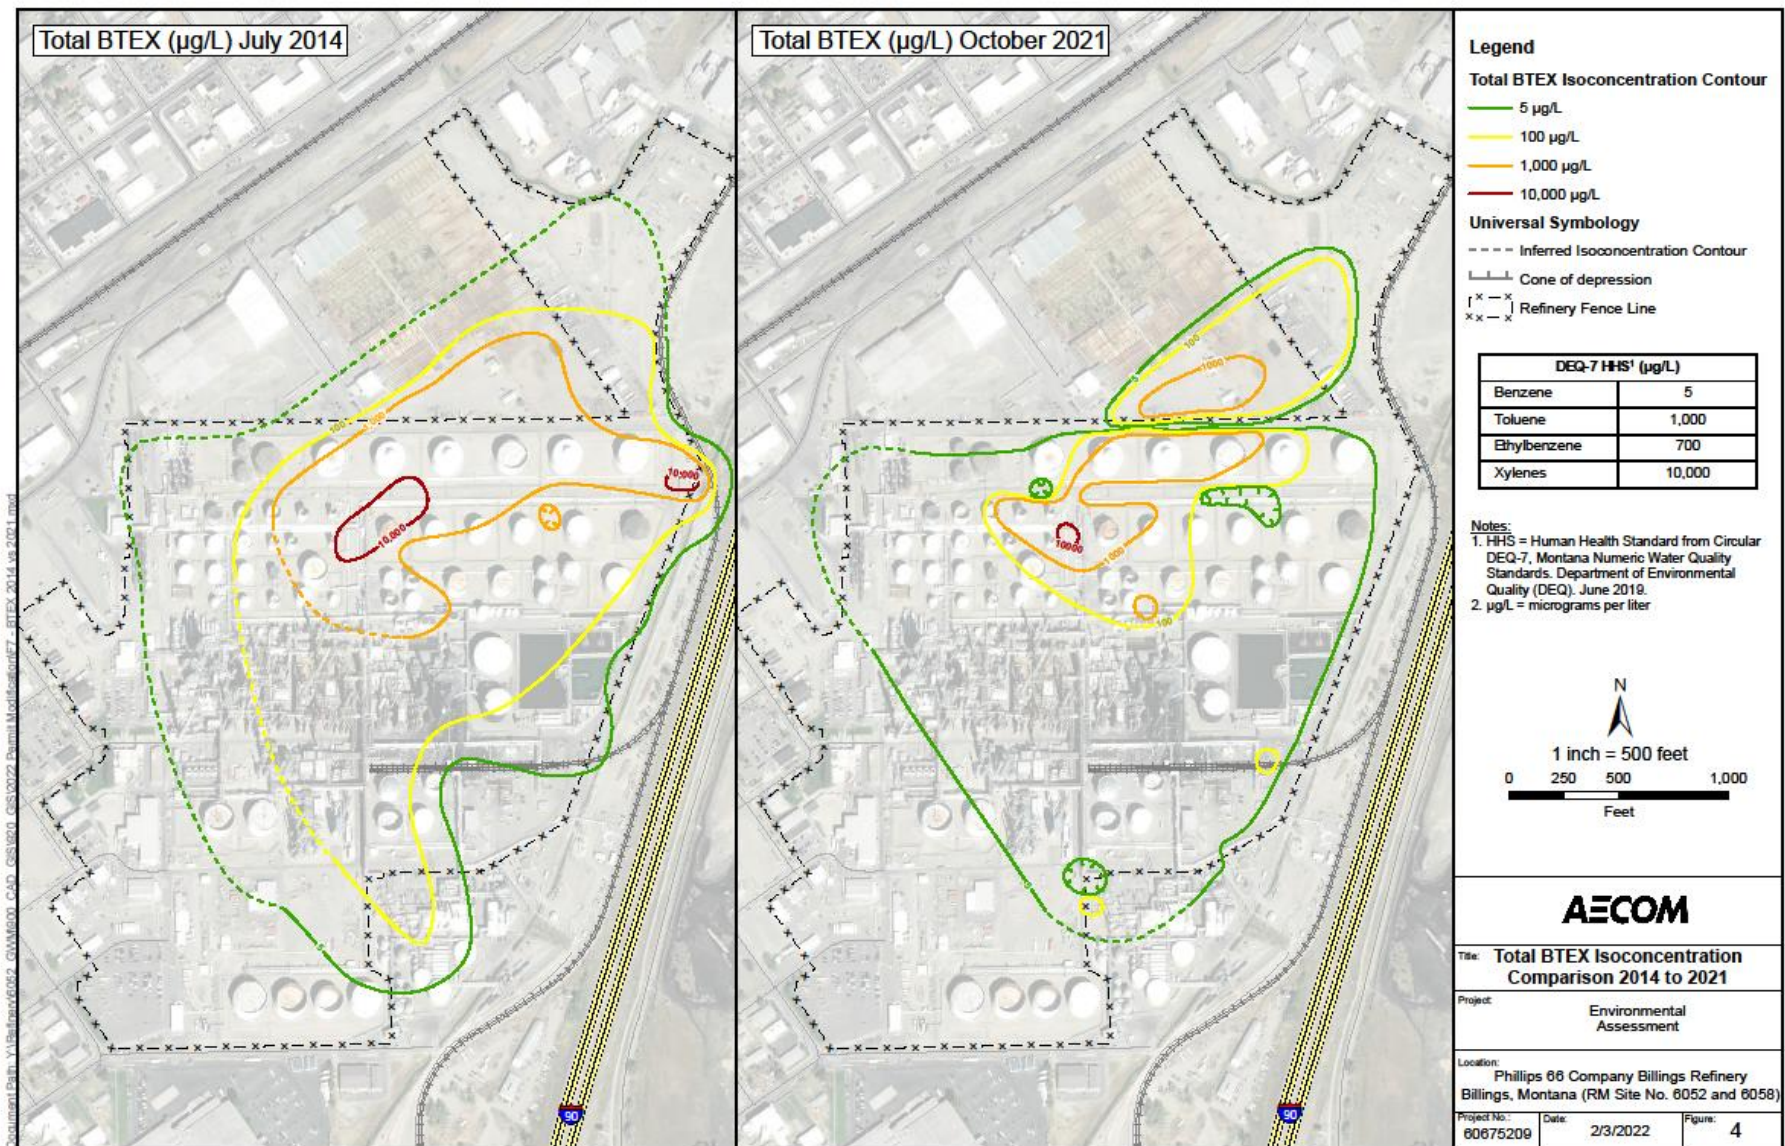 Total BTEX (µg/L) July 2014
100
1,000
10,000
10,000
5
Total BTEX (µg/L) October 2021
100
1000
5
10000
1,000
100
5
90
90
Legend
Total BTEX Isoconcentration Contour
5 µg/L
100 µg/L
1,000 µg/L
10,000 µg/L
Universal Symbology
Inferred Isoconcentration Contour
Cone of depression
Refinery Fence Line
DEQ-7 HHS¹ (µg/L)
Benzene 5
Toluene 1,000
Ethylbenzene 700
Xylenes 10,000
Notes:
1. HHS = Human Health Standard from Circular
DEQ-7, Montana Numeric Water Quality
Standards. Department of Environmental
Quality (DEQ). June 2019.
2. µg/L = micrograms per liter
N
1 inch = 500 feet
0 250 500 1,000
Feet
AECOM
Title: Total BTEX Isoconcentration
Comparison 2014 to 2021
Project: Environmental
Assessment
Location:
Phillips 66 Company Billings Refinery
Billings, Montana (RM Site No. 6052 and 6058)
Project No.: 60675209
Date: 2/3/2022
Figure: 4